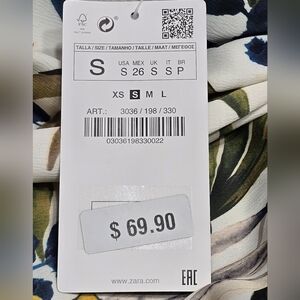 FSC
TALLA / SIZE / TAMANHO / TAILLE / MAAT / ΜΕΓΕΘΟΣ
S
USA MEX UK IT BR
S 26 S S P
XS S M L
ART.: 3036 / 198 / 330
03036198330022
$ 69.90
www.zara.com
EAC